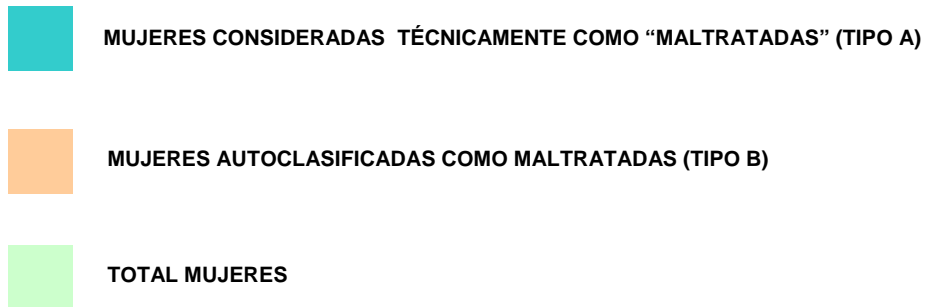 MUJERES CONSIDERADAS TÉCNICAMENTE COMO “MALTRATADAS” (TIPO A)
MUJERES AUTOCLASIFICADAS COMO MALTRATADAS (TIPO B)
TOTAL MUJERES